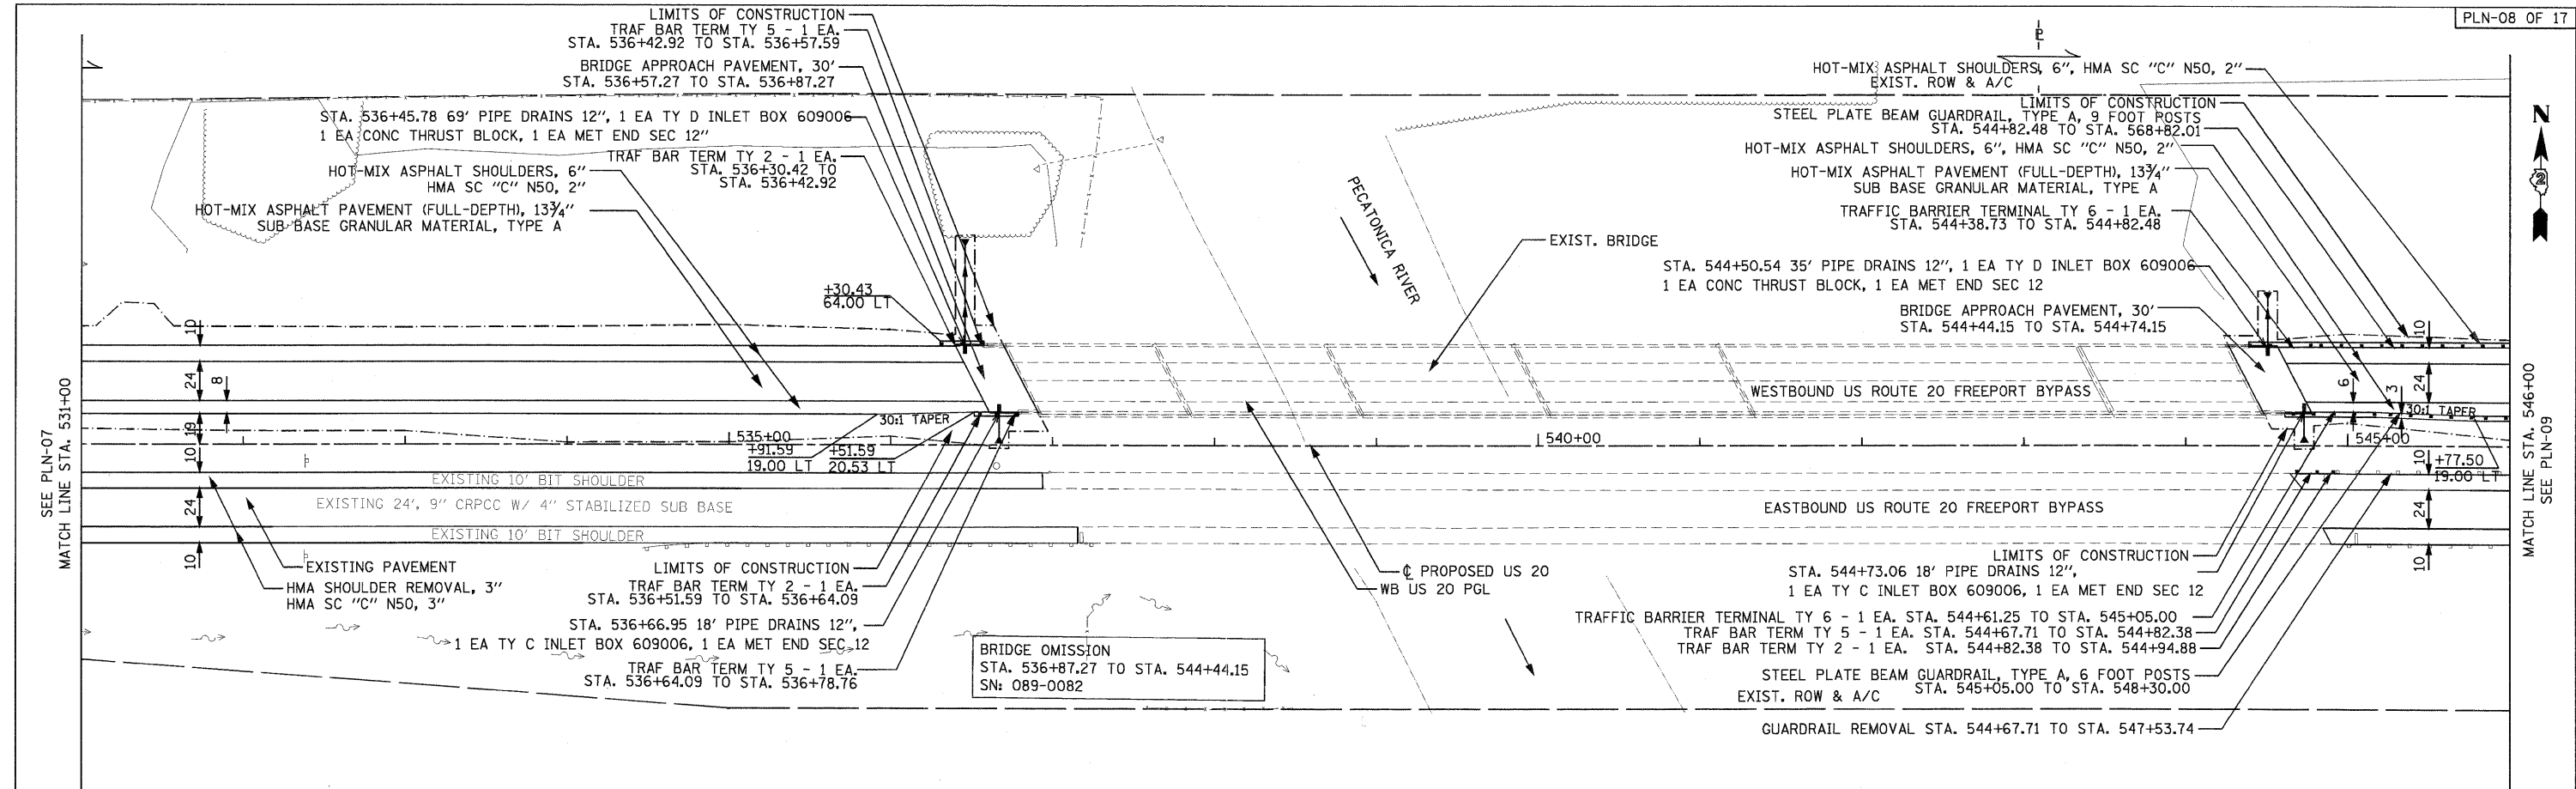 PLN-08 OF 17
LIMITS OF CONSTRUCTION
TRAF BAR TERM TY 5 - 1 EA.
STA. 536+42.92 TO STA. 536+57.59
BRIDGE APPROACH PAVEMENT, 30'
STA. 536+57.27 TO STA. 536+87.27
STA. 536+45.78 69' PIPE DRAINS 12", 1 EA TY D INLET BOX 609006
1 EA CONC THRUST BLOCK, 1 EA MET END SEC 12"
TRAF BAR TERM TY 2 - 1 EA.
STA. 536+30.42 TO
STA. 536+42.92
HOT-MIX ASPHALT SHOULDERS, 6"
HMA SC "C" N50, 2"
HOT-MIX ASPHALT PAVEMENT (FULL-DEPTH), 13¾"
SUB BASE GRANULAR MATERIAL, TYPE A
+30.43
64.00 LT
PECATONICA RIVER
EXIST. BRIDGE
℄
HOT-MIX ASPHALT SHOULDERS, 6", HMA SC "C" N50, 2"
EXIST. ROW & A/C
LIMITS OF CONSTRUCTION
STEEL PLATE BEAM GUARDRAIL, TYPE A, 9 FOOT POSTS
STA. 544+82.48 TO STA. 568+82.01
HOT-MIX ASPHALT SHOULDERS, 6", HMA SC "C" N50, 2"
HOT-MIX ASPHALT PAVEMENT (FULL-DEPTH), 13¾"
SUB BASE GRANULAR MATERIAL, TYPE A
TRAFFIC BARRIER TERMINAL TY 6 - 1 EA.
STA. 544+38.73 TO STA. 544+82.48
STA. 544+50.54 35' PIPE DRAINS 12", 1 EA TY D INLET BOX 609006
1 EA CONC THRUST BLOCK, 1 EA MET END SEC 12
BRIDGE APPROACH PAVEMENT, 30'
STA. 544+44.15 TO STA. 544+74.15
N
2
SEE PLN-07
MATCH LINE STA. 531+00
10
24
8
19
10
24
10
30:1 TAPER
535+00
+91.59
19.00 LT
+51.59
20.53 LT
WESTBOUND US ROUTE 20 FREEPORT BYPASS
540+00
6
3
10
24
30:1 TAPER
545+00
10
+77.50
19.00 LT
24
10
MATCH LINE STA. 546+00
SEE PLN-09
EXISTING 10' BIT SHOULDER
EXISTING 24', 9" CRPCC W/ 4" STABILIZED SUB BASE
EXISTING 10' BIT SHOULDER
EASTBOUND US ROUTE 20 FREEPORT BYPASS
EXISTING PAVEMENT
HMA SHOULDER REMOVAL, 3"
HMA SC "C" N50, 3"
LIMITS OF CONSTRUCTION
TRAF BAR TERM TY 2 - 1 EA.
STA. 536+51.59 TO STA. 536+64.09
STA. 536+66.95 18' PIPE DRAINS 12",
1 EA TY C INLET BOX 609006, 1 EA MET END SEC 12
TRAF BAR TERM TY 5 - 1 EA.
STA. 536+64.09 TO STA. 536+78.76
BRIDGE OMISSION
STA. 536+87.27 TO STA. 544+44.15
SN: 089-0082
℄ PROPOSED US 20
WB US 20 PGL
LIMITS OF CONSTRUCTION
STA. 544+73.06 18' PIPE DRAINS 12",
1 EA TY C INLET BOX 609006, 1 EA MET END SEC 12
TRAFFIC BARRIER TERMINAL TY 6 - 1 EA. STA. 544+61.25 TO STA. 545+05.00
TRAF BAR TERM TY 5 - 1 EA. STA. 544+67.71 TO STA. 544+82.38
TRAF BAR TERM TY 2 - 1 EA. STA. 544+82.38 TO STA. 544+94.88
STEEL PLATE BEAM GUARDRAIL, TYPE A, 6 FOOT POSTS
STA. 545+05.00 TO STA. 548+30.00
EXIST. ROW & A/C
GUARDRAIL REMOVAL STA. 544+67.71 TO STA. 547+53.74